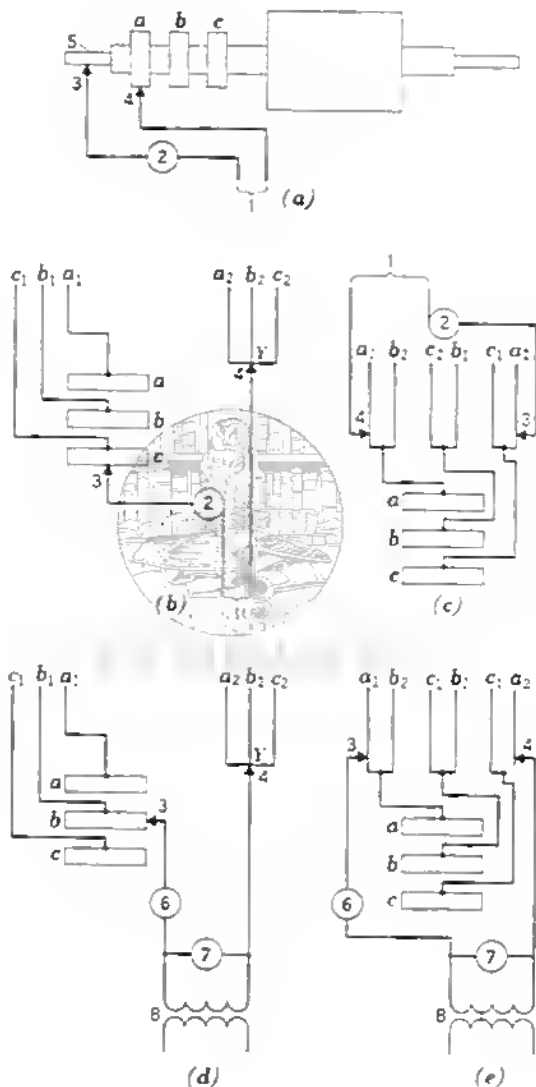 a b c
5
3 4
2
1
(a)
c₁ b₁ a₁ a₂ b₂ c₂
Y
4
a
b
c
3
2
(b)
1
2
a₁ b₂ c₂ b₁ c₁ a₂
4 3
a
b
c
(c)
c₁ b₁ a₁ a₂ b₂ c₂
Y
4
a
b 3
c
6
7
8
(d)
a₁ b₂ b₁ c₁ a₂
3 4
a
b
c
6
7
8
(e)